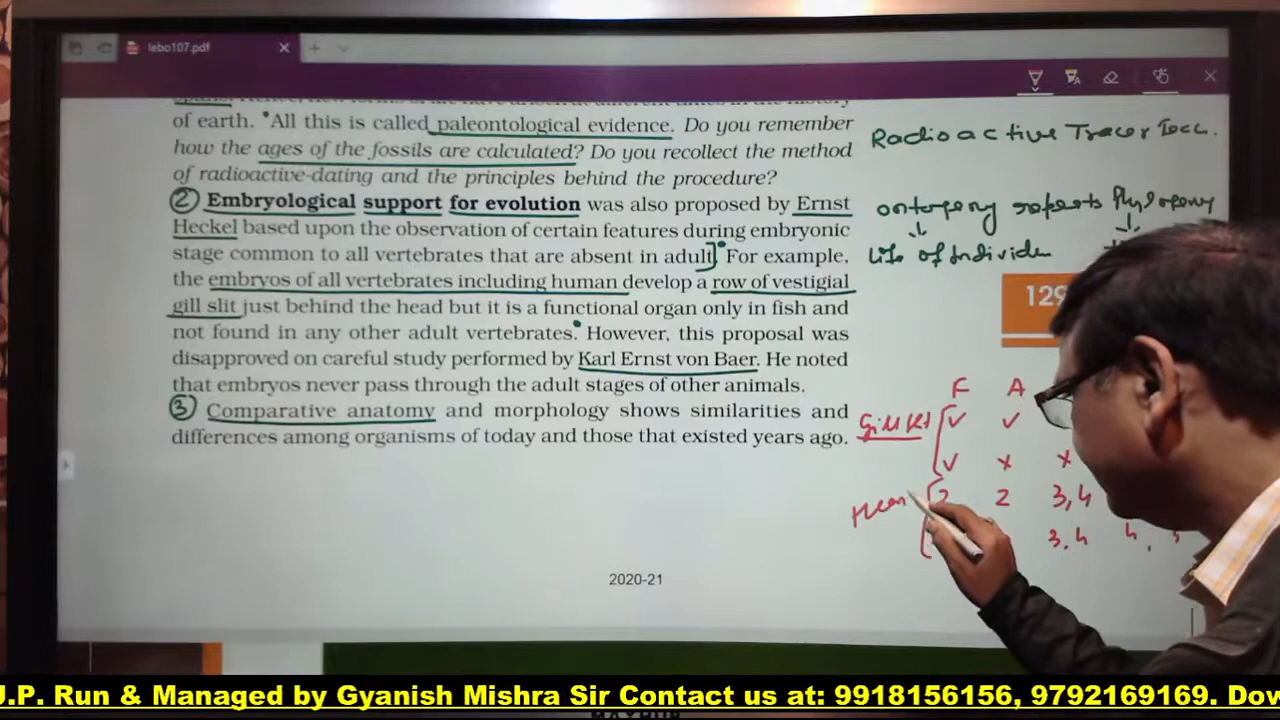 lebo107.pdf
of earth. All this is called paleontological evidence. Do you remember
how the ages of the fossils are calculated? Do you recollect the method
of radioactive-dating and the principles behind the procedure?
② Embryological support for evolution was also proposed by Ernst
Heckel based upon the observation of certain features during embryonic
stage common to all vertebrates that are absent in adult. For example,
the embryos of all vertebrates including human develop a row of vestigial
gill slit just behind the head but it is a functional organ only in fish and
not found in any other adult vertebrates. However, this proposal was
disapproved on careful study performed by Karl Ernst von Baer. He noted
that embryos never pass through the adult stages of other animals.
③ Comparative anatomy and morphology shows similarities and
differences among organisms of today and those that existed years ago.
2020-21
Radioactive Tracer Tech.
ontogeny repeats Phylogeny
Life of Individu
129
F A
✓ ✓
✓ × ×
2 2 3,4
3,4 4,
J.P. Run & Managed by Gyanish Mishra Sir Contact us at: 9918156156, 9792169169. Dow